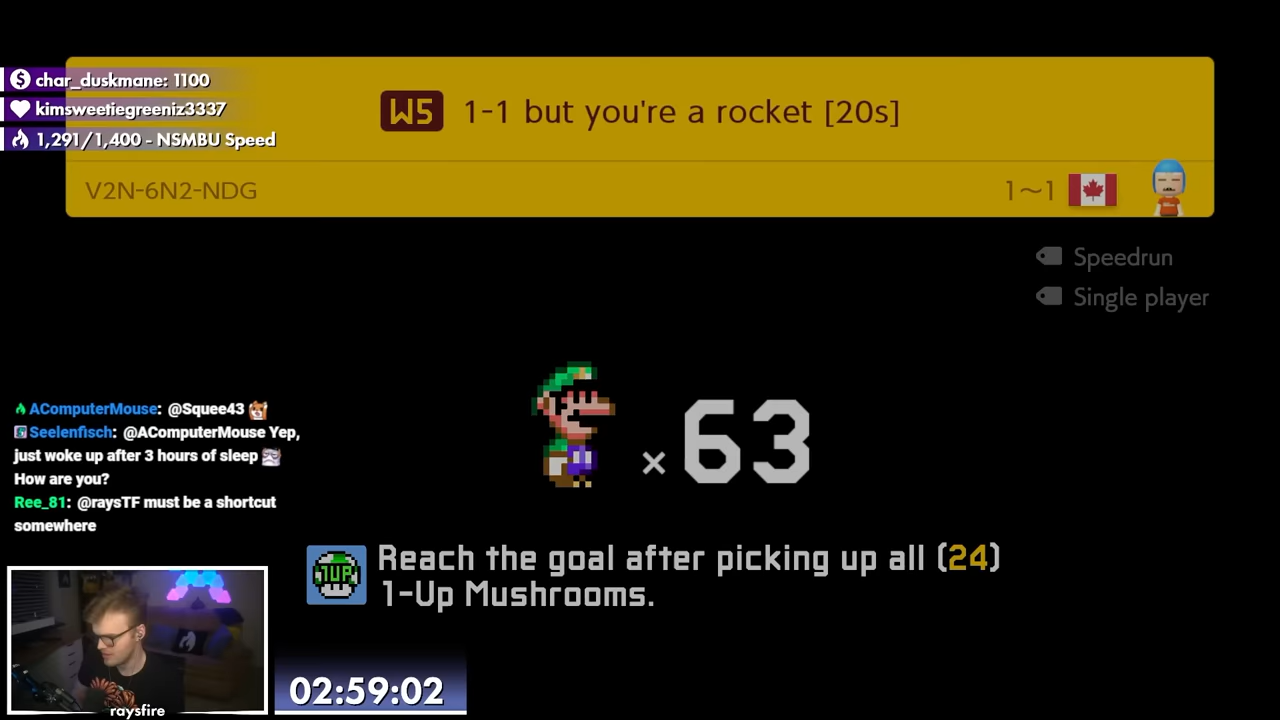 char_duskmane: 1100
kimsweetiegreeniz3337
1,291/1,400 - NSMBU Speed
W5 1-1 but you're a rocket [20s]
V2N-6N2-NDG
1~1
Speedrun
Single player
× 63
Reach the goal after picking up all (24)
1-Up Mushrooms.
1UP
AComputerMouse: @Squee43
Seelenfisch: @AComputerMouse Yep,
just woke up after 3 hours of sleep
How are you?
Ree_81: @raysTF must be a shortcut
somewhere
raysfire
02:59:02